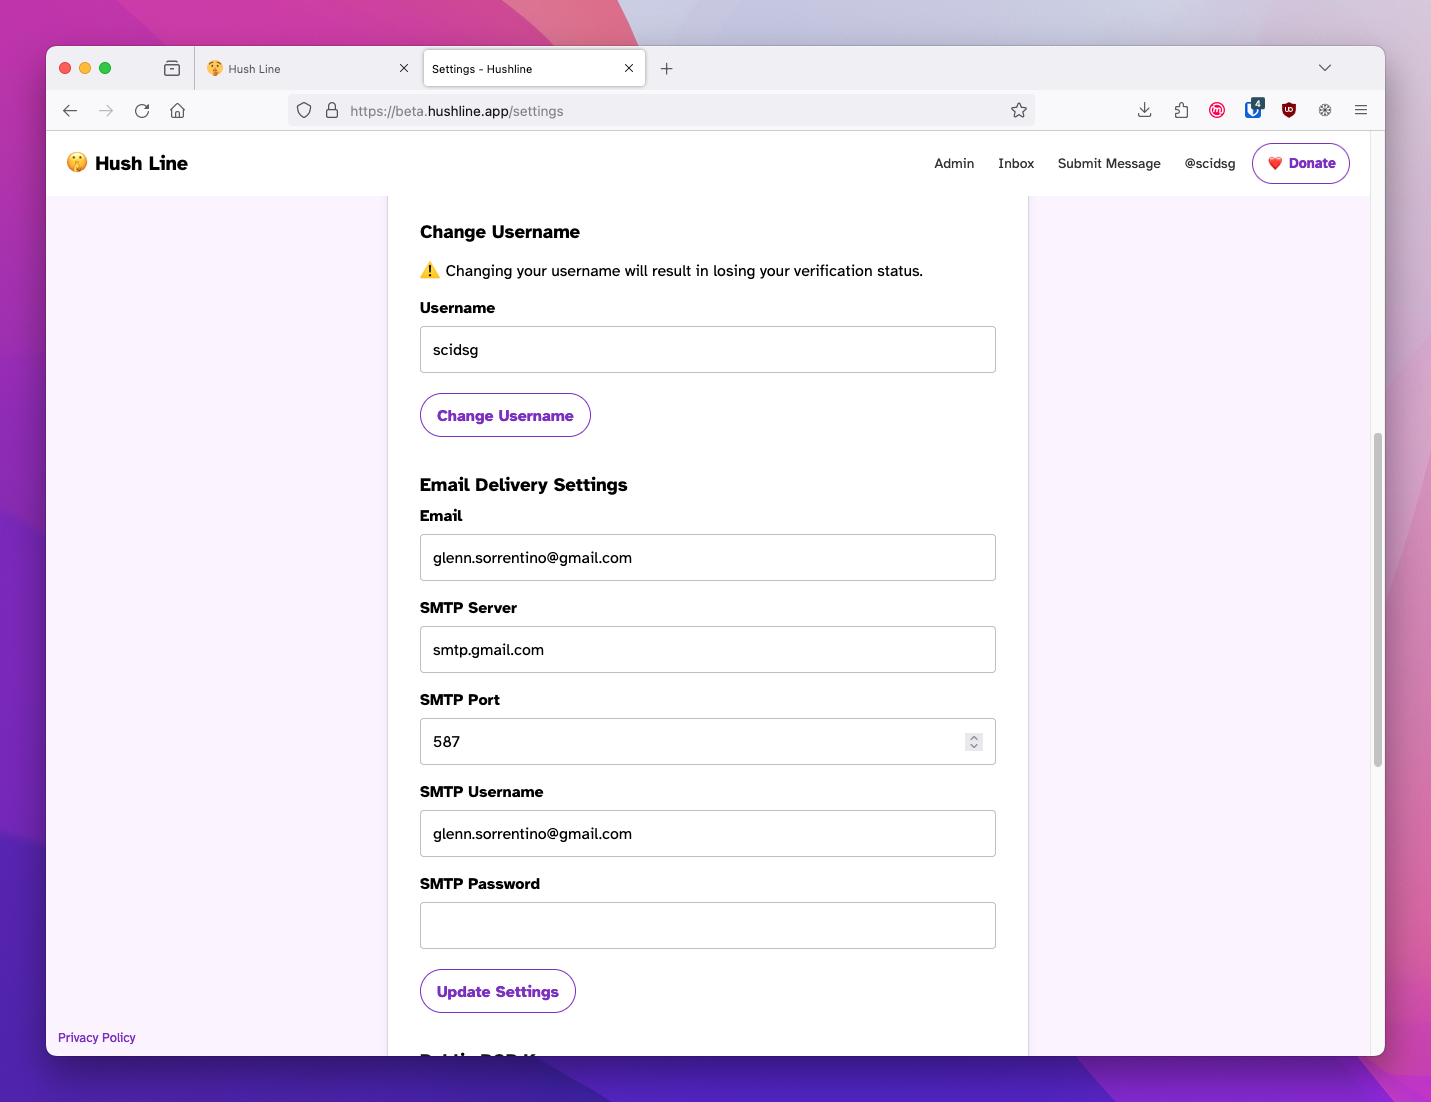 Hush Line
Settings - Hushline
https://beta.hushline.app/settings
4
Hush Line
Admin
Inbox
Submit Message
@scidsg
Donate
Change Username
Changing your username will result in losing your verification status.
Username
scidsg
Change Username
Email Delivery Settings
Email
glenn.sorrentino@gmail.com
SMTP Server
smtp.gmail.com
SMTP Port
587
SMTP Username
glenn.sorrentino@gmail.com
SMTP Password
Update Settings
Privacy Policy